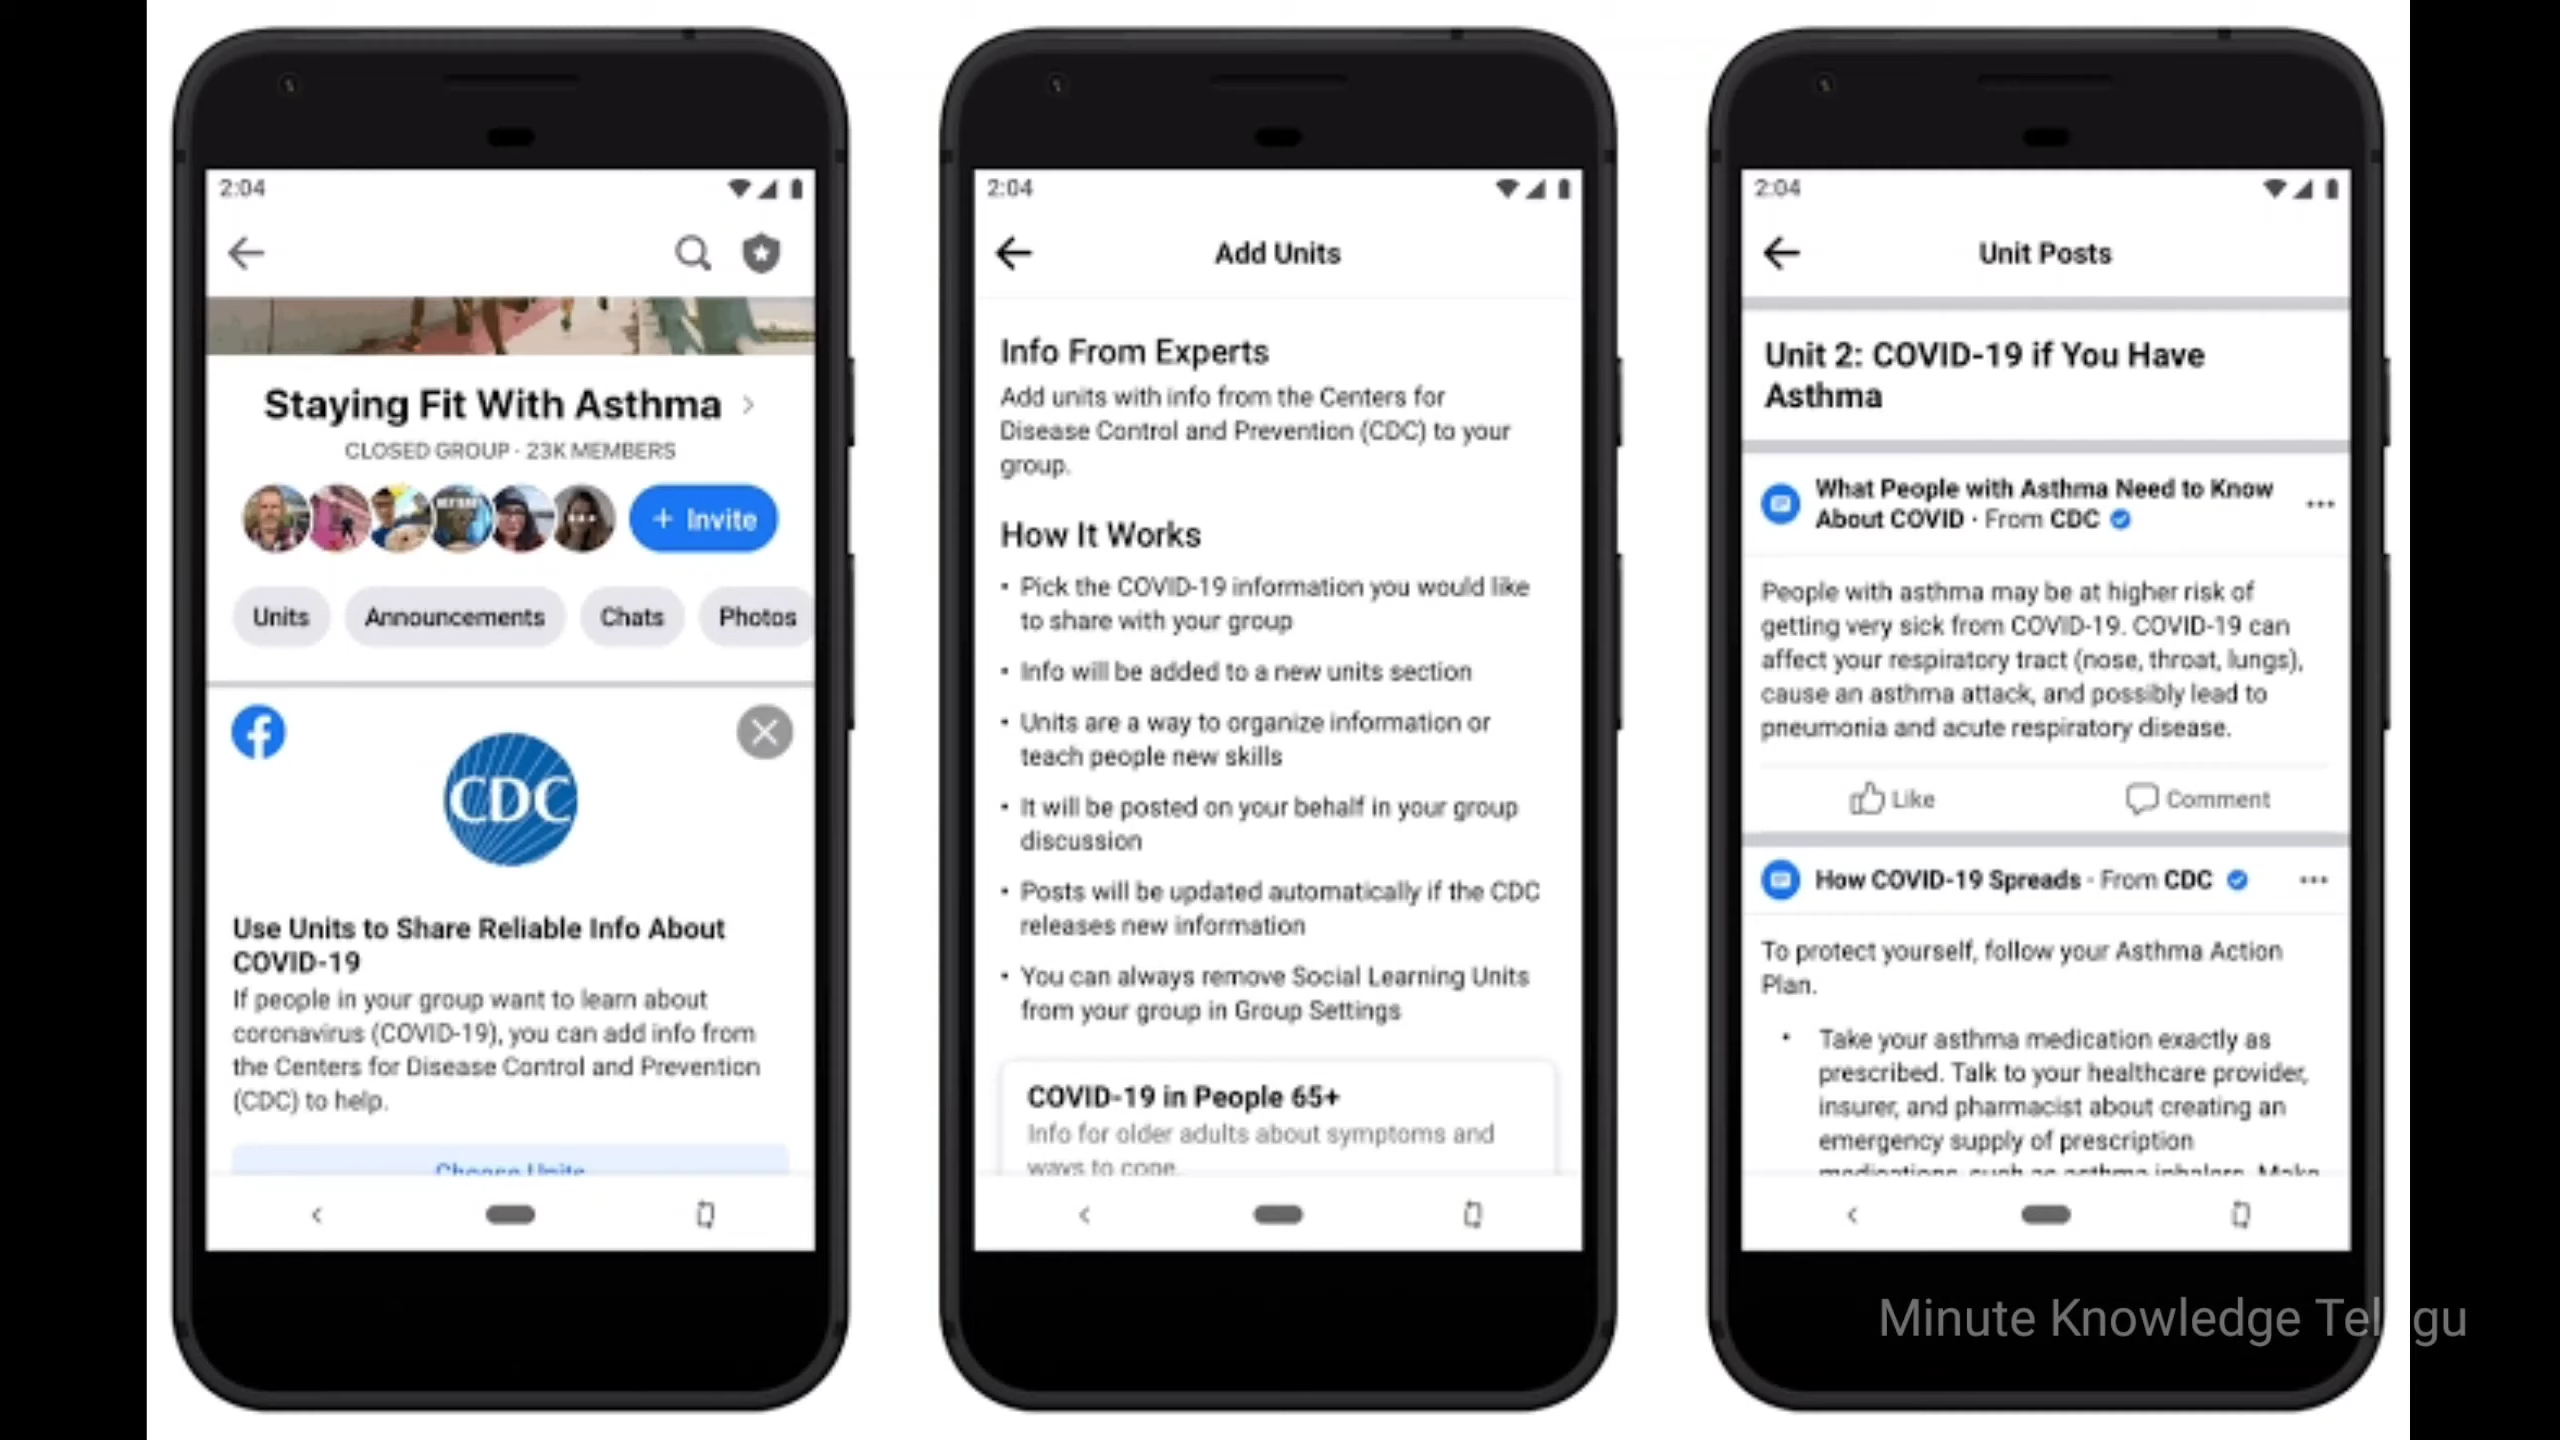 2:04
Staying Fit With Asthma
CLOSED GROUP · 23K MEMBERS
+ Invite
Units
Announcements
Chats
Photos
CDC
Use Units to Share Reliable Info About
COVID-19
If people in your group want to learn about
coronavirus (COVID-19), you can add info from
the Centers for Disease Control and Prevention
(CDC) to help.
Choose Units
2:04
Add Units
Info From Experts
Add units with info from the Centers for
Disease Control and Prevention (CDC) to your
group.
How It Works
• Pick the COVID-19 information you would like
to share with your group
• Info will be added to a new units section
• Units are a way to organize information or
teach people new skills
• It will be posted on your behalf in your group
discussion
• Posts will be updated automatically if the CDC
releases new information
• You can always remove Social Learning Units
from your group in Group Settings
COVID-19 in People 65+
Info for older adults about symptoms and
ways to cope.
2:04
Unit Posts
Unit 2: COVID-19 if You Have
Asthma
What People with Asthma Need to Know
About COVID · From CDC
People with asthma may be at higher risk of
getting very sick from COVID-19. COVID-19 can
affect your respiratory tract (nose, throat, lungs),
cause an asthma attack, and possibly lead to
pneumonia and acute respiratory disease.
Like
Comment
How COVID-19 Spreads · From CDC
To protect yourself, follow your Asthma Action
Plan.
• Take your asthma medication exactly as
prescribed. Talk to your healthcare provider,
insurer, and pharmacist about creating an
emergency supply of prescription
medications, such as asthma inhalers. Make
Minute Knowledge Telugu